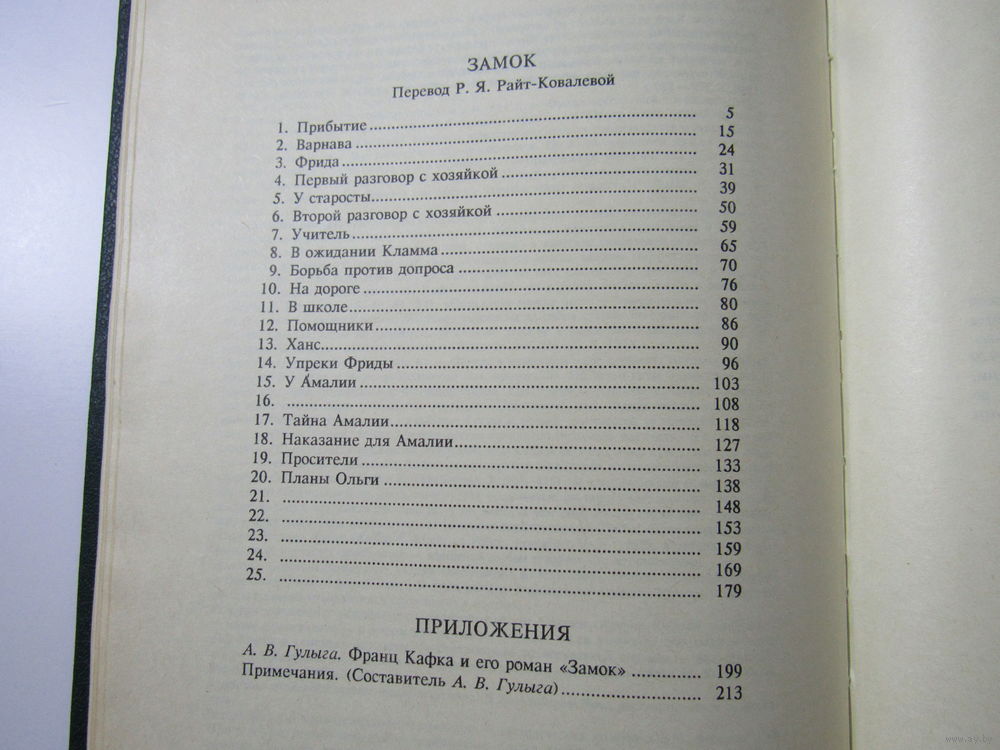 ЗАМОК
Перевод Р. Я. Райт-Ковалевой
1. Прибытие 5
2. Варнава 15
3. Фрида 24
4. Первый разговор с хозяйкой 31
5. У старосты 39
6. Второй разговор с хозяйкой 50
7. Учитель 59
8. В ожидании Кламма 65
9. Борьба против допроса 70
10. На дороге 76
11. В школе 80
12. Помощники 86
13. Ханс 90
14. Упреки Фриды 96
15. У Амалии 103
16. 108
17. Тайна Амалии 118
18. Наказание для Амалии 127
19. Просители 133
20. Планы Ольги 138
21. 148
22. 153
23. 159
24. 169
25. 179
ПРИЛОЖЕНИЯ
А. В. Гулыга. Франц Кафка и его роман «Замок» 199
Примечания. (Составитель А. В. Гулыга) 213